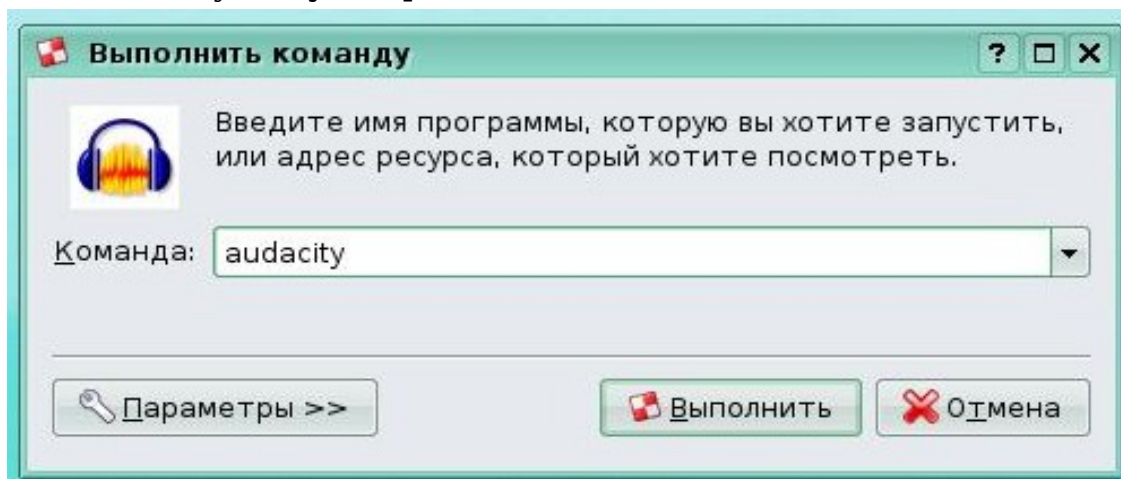 Выполнить команду
Введите имя программы, которую вы хотите запустить,
или адрес ресурса, который хотите посмотреть.
Команда: audacity
Параметры >> Выполнить Отмена